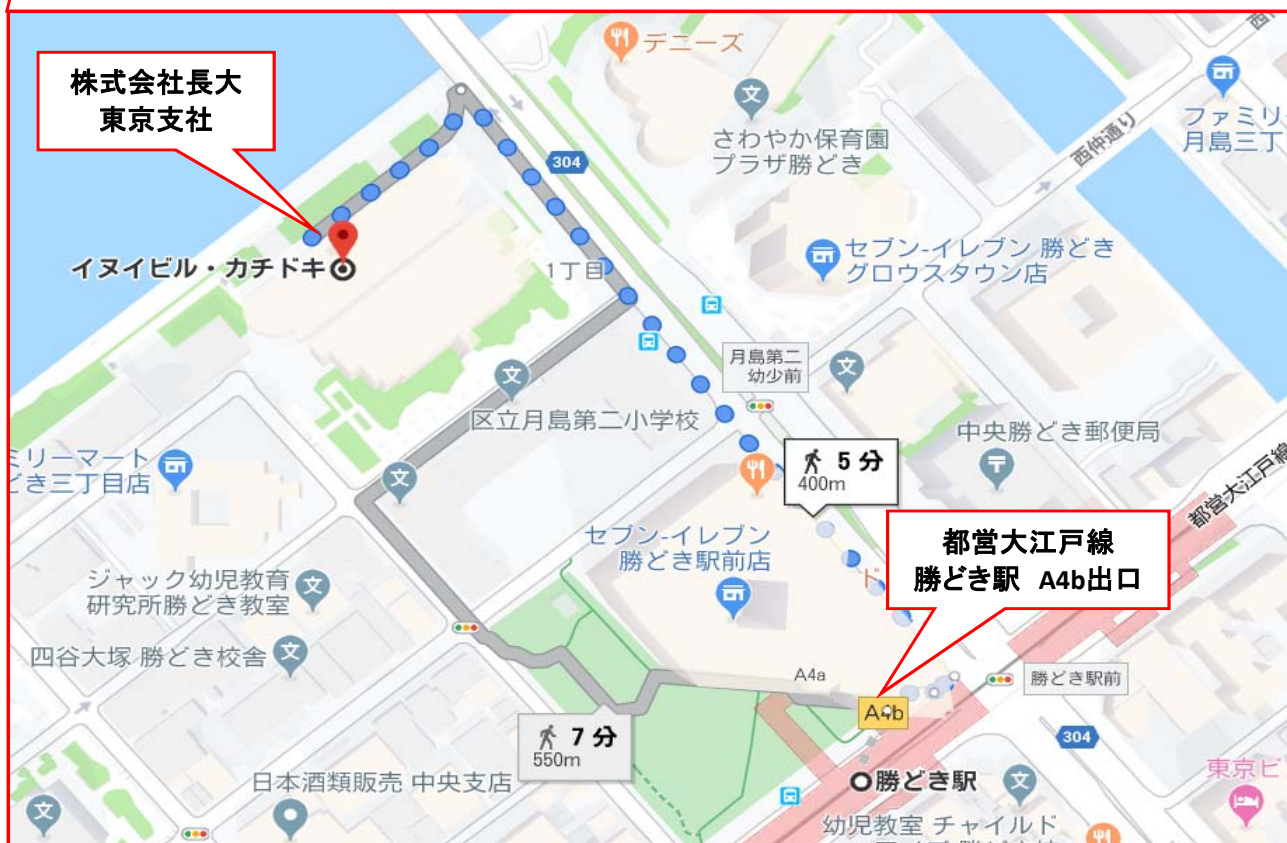 株式会社長大
東京支社
デニーズ
さわやか保育園
プラザ勝どき
西仲通り
ファミリ
月島三丁
304
セブン-イレブン 勝どき
グロウスタウン店
イヌイビル・カチドキ
1丁目
月島第二
幼少前
区立月島第二小学校
中央勝どき郵便局
ミリーマート
どき三丁目店
5 分
400m
都営大江戸線
セブン-イレブン
勝どき駅前店
都営大江戸線
勝どき駅 A4b出口
ド
ジャック幼児教育
研究所勝どき教室
四谷大塚 勝どき校舎
A4a
勝どき駅前
A4b
7 分
550m
304
日本酒類販売 中央支店
勝どき駅
東京ビ
幼児教室 チャイルド
文
文
文
文
文
文
文
文